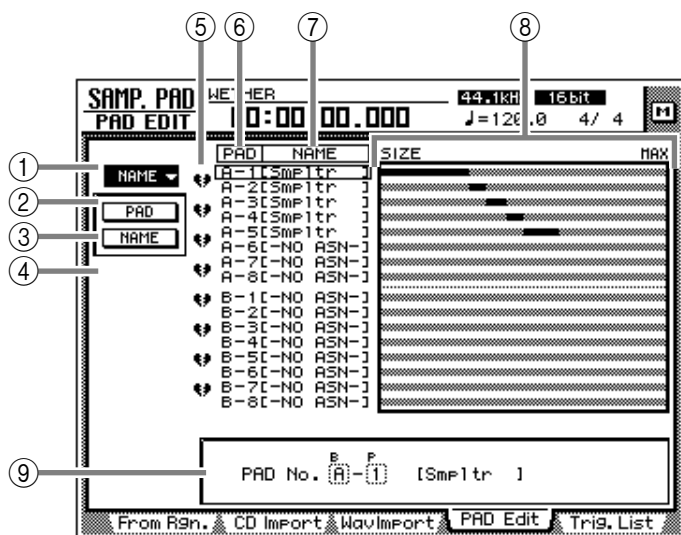 5 6 7 8
SAMP. PAD WETHER 44.1kH 16bit M
PAD EDIT 00:00 00.000 ♩=120.0 4/ 4
PAD NAME SIZE MAX
1 NAME
2 PAD
3 NAME
4
A-1[Smpltr ]
A-2[Smpltr ]
A-3[Smpltr ]
A-4[Smpltr ]
A-5[Smpltr ]
A-6[-NO ASN-]
A-7[-NO ASN-]
A-8[-NO ASN-]
B-1[-NO ASN-]
B-2[-NO ASN-]
B-3[-NO ASN-]
B-4[-NO ASN-]
B-5[-NO ASN-]
B-6[-NO ASN-]
B-7[-NO ASN-]
B-8[-NO ASN-]
B P
9 PAD No. A-1 [Smpltr ]
From Rgn. CD Import WavImport PAD Edit Trig. List